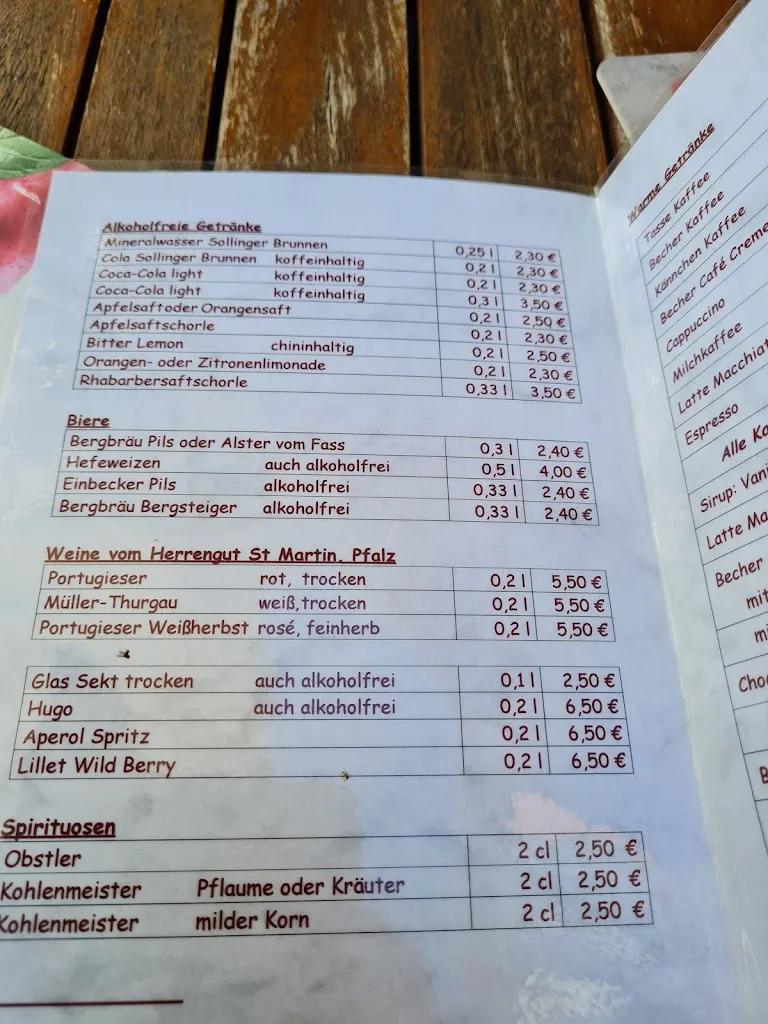 Alkoholfreie Getränke
Mineralwasser Sollinger Brunnen 0,25 l 2,30 €
Cola Sollinger Brunnen koffeinhaltig 0,2 l 2,30 €
Coca-Cola light koffeinhaltig 0,2 l 2,30 €
Coca-Cola light koffeinhaltig 0,3 l 3,50 €
Apfelsaftoder Orangensaft 0,2 l 2,50 €
Apfelsaftschorle 0,2 l 2,30 €
Bitter Lemon chininhaltig 0,2 l 2,50 €
Orangen- oder Zitronenlimonade 0,2 l 2,30 €
Rhabarbersaftschorle 0,33 l 3,50 €
Biere
Bergbräu Pils oder Alster vom Fass 0,3 l 2,40 €
Hefeweizen auch alkoholfrei 0,5 l 4,00 €
Einbecker Pils alkoholfrei 0,33 l 2,40 €
Bergbräu Bergsteiger alkoholfrei 0,33 l 2,40 €
Weine vom Herrengut St Martin, Pfalz
Portugieser rot, trocken 0,2 l 5,50 €
Müller-Thurgau weiß,trocken 0,2 l 5,50 €
Portugieser Weißherbst rosé, feinherb 0,2 l 5,50 €
Glas Sekt trocken auch alkoholfrei 0,1 l 2,50 €
Hugo auch alkoholfrei 0,2 l 6,50 €
Aperol Spritz 0,2 l 6,50 €
Lillet Wild Berry 0,2 l 6,50 €
Spirituosen
Obstler 2 cl 2,50 €
Kohlenmeister Pflaume oder Kräuter 2 cl 2,50 €
Kohlenmeister milder Korn 2 cl 2,50 €
Warme Getränke
Tasse Kaffee
Becher Kaffee
Kännchen Kaffee
Becher Café Creme
Cappuccino
Milchkaffee
Latte Macchiat
Espresso
Alle Ka
Sirup: Vani
Latte Ma
Becher
mit
mi
Cho
B